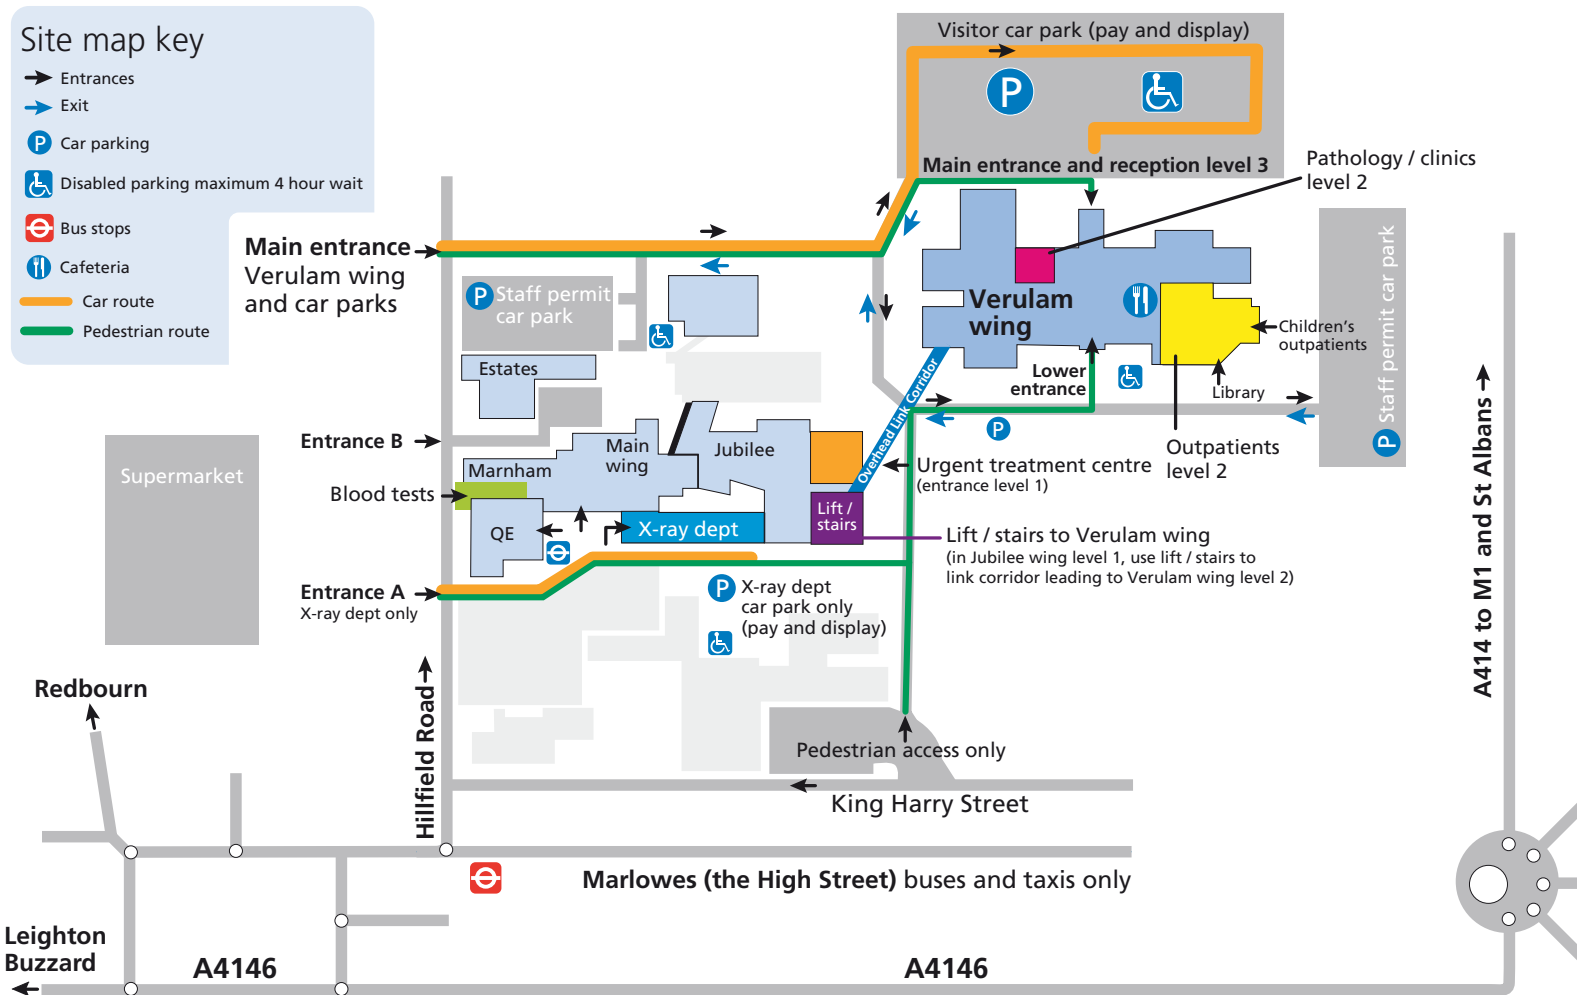 Site map key
Entrances
Exit
P
Car parking
Disabled parking maximum 4 hour wait
Bus stops
Cafeteria
Car route
Pedestrian route
Visitor car park (pay and display)
P
Main entrance and reception level 3
Pathology / clinics
level 2
Main entrance
Verulam wing
and car parks
P
Staff permit
car park
Verulam
wing
Children's
outpatients
Library
Lower
entrance
Staff permit car park
P
Estates
Overhead Link Corridor
P
Outpatients
level 2
Entrance B
Main
wing
Jubilee
Marnham
Supermarket
Blood tests
Urgent treatment centre
(entrance level 1)
QE
X-ray dept
Lift /
stairs
Lift / stairs to Verulam wing
(in Jubilee wing level 1, use lift / stairs to
link corridor leading to Verulam wing level 2)
Entrance A
X-ray dept only
P
X-ray dept
car park only
(pay and display)
A414 to M1 and St Albans
Redbourn
Hillfield Road
Pedestrian access only
King Harry Street
Marlowes (the High Street) buses and taxis only
Leighton
Buzzard
A4146
A4146